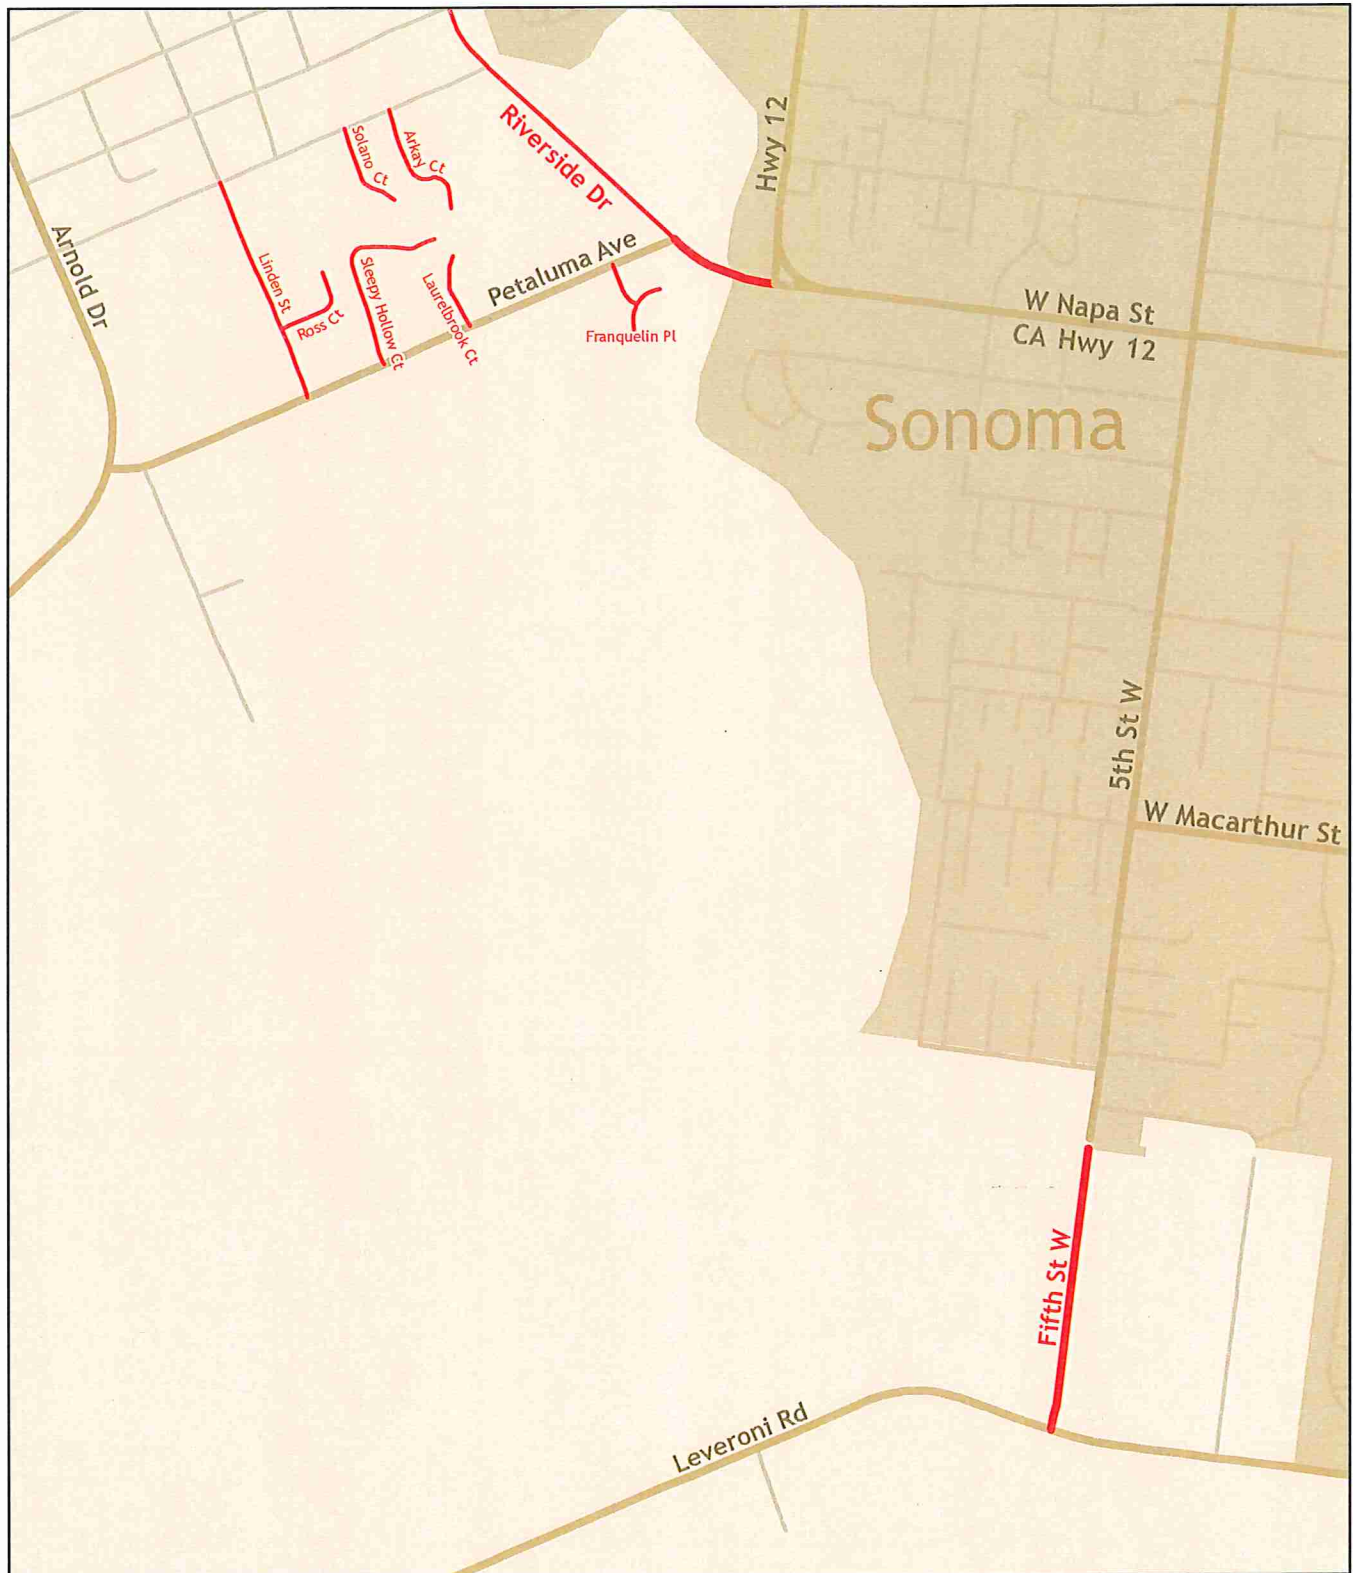 Riverside Dr
Hwy 12
Solano Ct
Arkay Ct
Arnold Dr
Linden St
Ross Ct
Sleepy Hollow Ct
Laurelbrook Ct
Petaluma Ave
Franquelin Pl
W Napa St
CA Hwy 12
Sonoma
5th St W
W Macarthur St
Fifth St W
Leveroni Rd